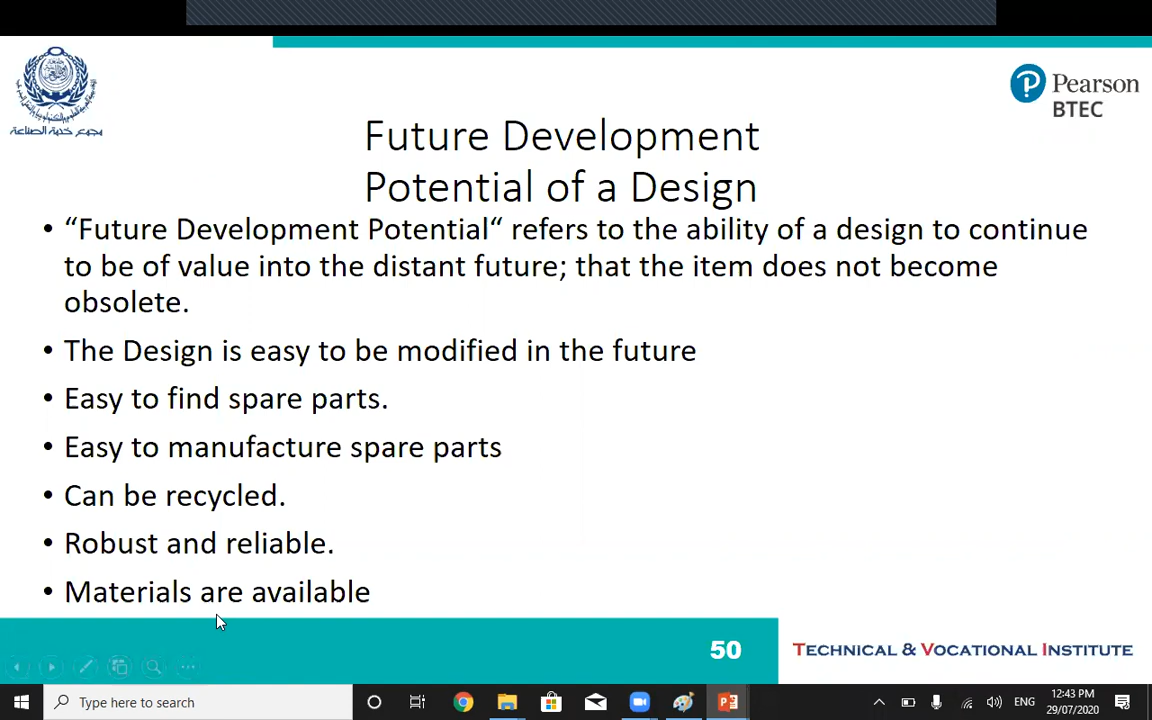 مجمع خدمة الصناعة
Pearson
BTEC
Future Development
Potential of a Design
• “Future Development Potential“ refers to the ability of a design to continue
to be of value into the distant future; that the item does not become
obsolete.
• The Design is easy to be modified in the future
• Easy to find spare parts.
• Easy to manufacture spare parts
• Can be recycled.
• Robust and reliable.
• Materials are available
50
TECHNICAL & VOCATIONAL INSTITUTE
Type here to search
ENG
12:43 PM
29/07/2020